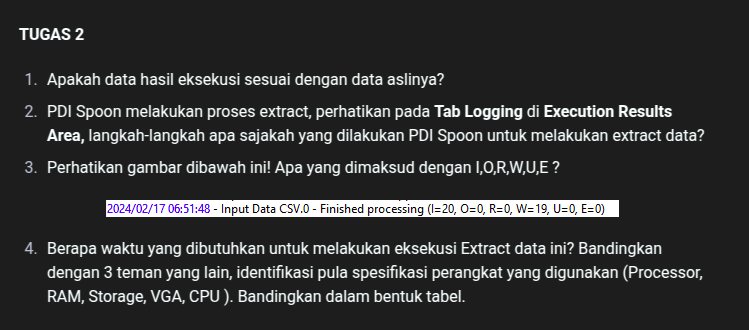 TUGAS 2
1. Apakah data hasil eksekusi sesuai dengan data aslinya?
2. PDI Spoon melakukan proses extract, perhatikan pada Tab Logging di Execution Results
Area, langkah-langkah apa sajakah yang dilakukan PDI Spoon untuk melakukan extract data?
3. Perhatikan gambar dibawah ini! Apa yang dimaksud dengan I,O,R,W,U,E ?
2024/02/17 06:51:48 - Input Data CSV.0 - Finished processing (I=20, O=0, R=0, W=19, U=0, E=0)
4. Berapa waktu yang dibutuhkan untuk melakukan eksekusi Extract data ini? Bandingkan
dengan 3 teman yang lain, identifikasi pula spesifikasi perangkat yang digunakan (Processor,
RAM, Storage, VGA, CPU ). Bandingkan dalam bentuk tabel.